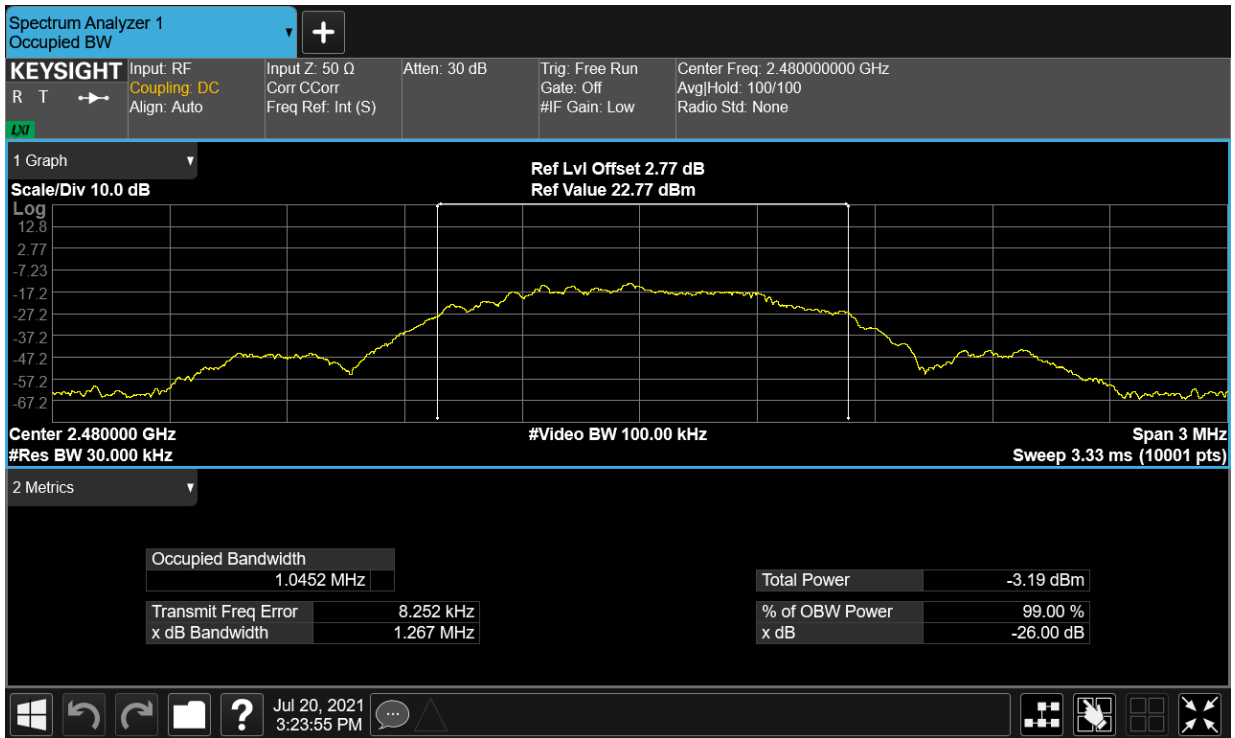 Spectrum Analyzer 1
Occupied BW
KEYSIGHT
R T
LXI
Input: RF
Coupling: DC
Align: Auto
Input Z: 50 Ω
Corr CCorr
Freq Ref: Int (S)
Atten: 30 dB
Trig: Free Run
Gate: Off
#IF Gain: Low
Center Freq: 2.480000000 GHz
Avg|Hold: 100/100
Radio Std: None
1 Graph
Scale/Div 10.0 dB
Ref Lvl Offset 2.77 dB
Ref Value 22.77 dBm
Log
12.8
2.77
-7.23
-17.2
-27.2
-37.2
-47.2
-57.2
-67.2
Center 2.480000 GHz
#Video BW 100.00 kHz
Span 3 MHz
#Res BW 30.000 kHz
Sweep 3.33 ms (10001 pts)
2 Metrics
Occupied Bandwidth
1.0452 MHz
Transmit Freq Error 8.252 kHz
x dB Bandwidth 1.267 MHz
Total Power -3.19 dBm
% of OBW Power 99.00 %
x dB -26.00 dB
?
Jul 20, 2021
3:23:55 PM